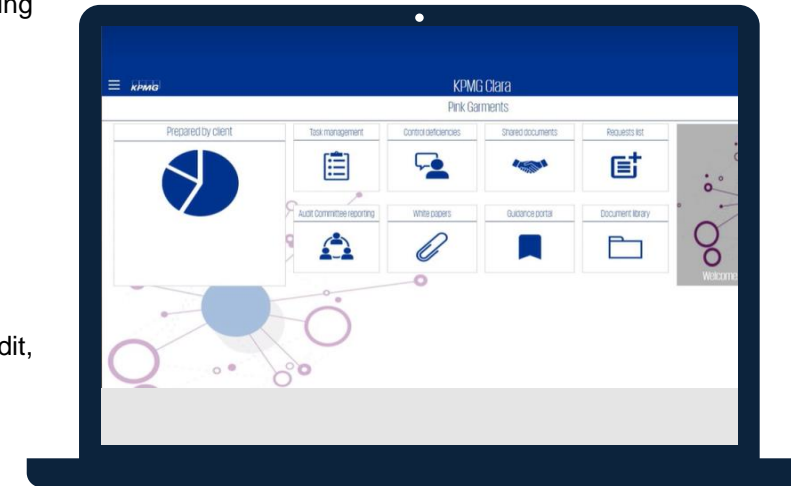 ing
KPMG
KPMG Clara
Pink Garments
Prepared by client
Task management
Control deficiencies
Shared documents
Requests list
Audit Committee reporting
White papers
Guidance portal
Document library
Welcome
dit,